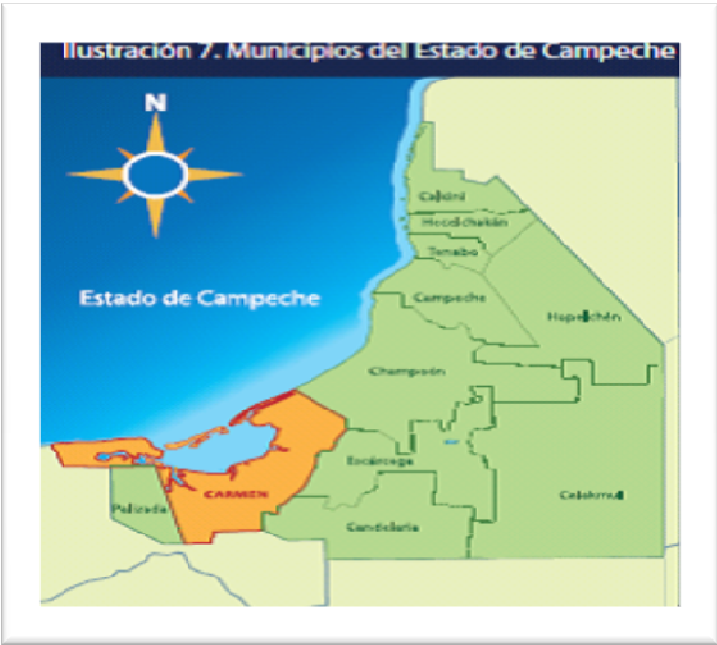 Ilustración 7. Municipios del Estado de Campeche
N
Calkiní
Hecelchakán
Tenabo
Estado de Campeche
Campeche
Hopelchén
Champotón
Escárcega
CARMEN
Calakmul
Palizada
Candelaria